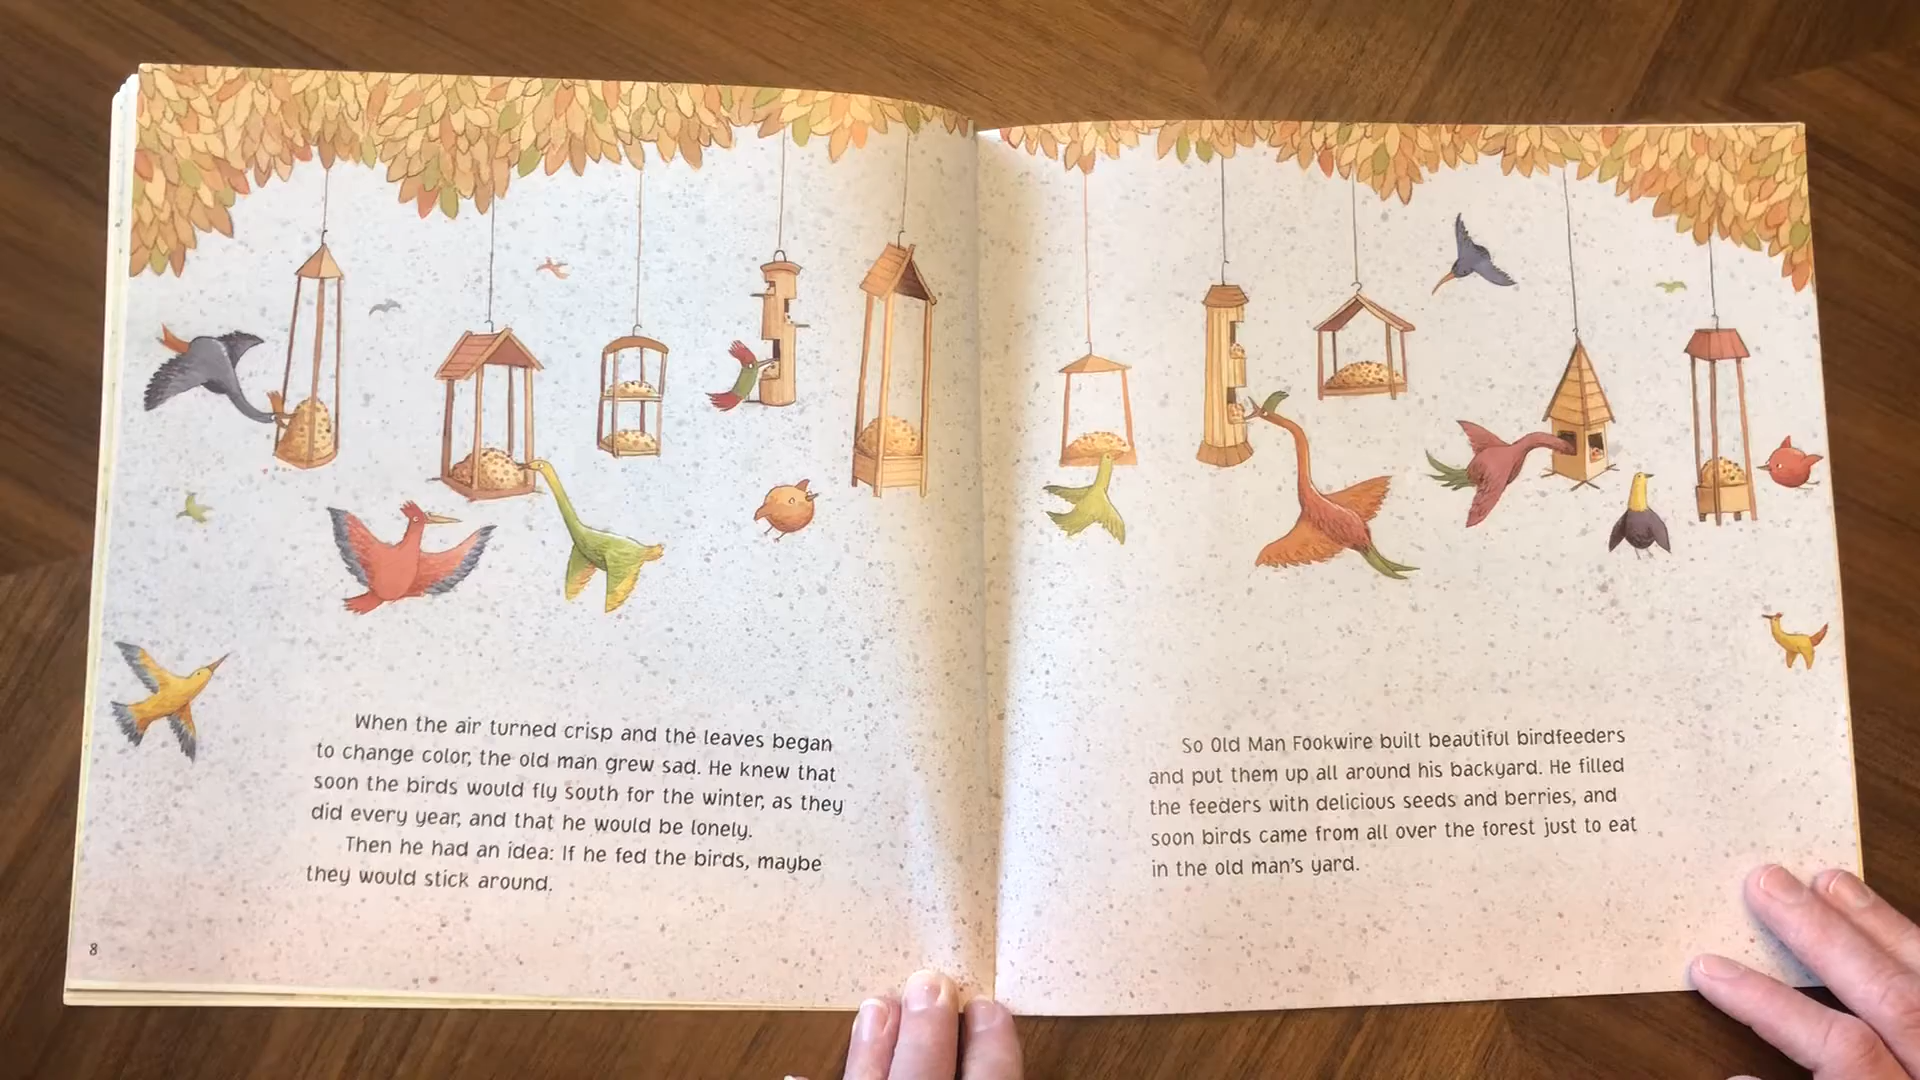 When the air turned crisp and the leaves began
to change color, the old man grew sad. He knew that
soon the birds would fly south for the winter, as they
did every year, and that he would be lonely.
Then he had an idea: If he fed the birds, maybe
they would stick around.
8
So Old Man Fookwire built beautiful birdfeeders
and put them up all around his backyard. He filled
the feeders with delicious seeds and berries, and
soon birds came from all over the forest just to eat
in the old man's yard.